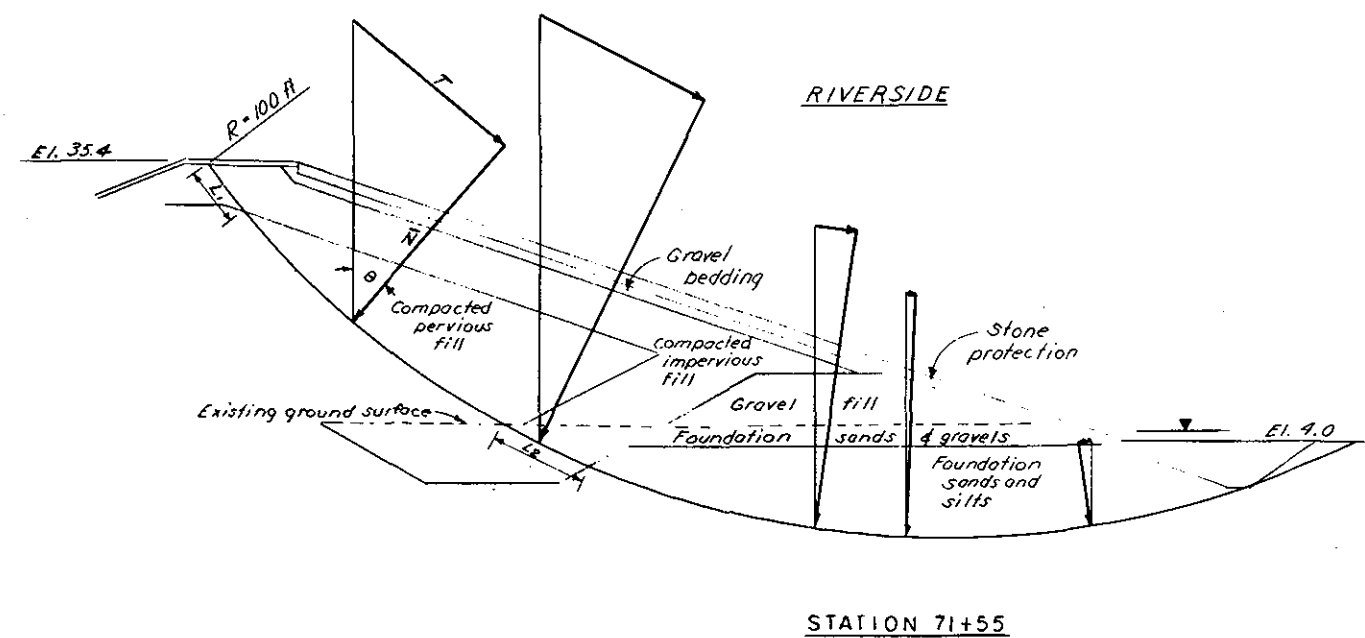 RIVERSIDE
R = 100 ft
T
El. 35.4
L1
N
θ
Gravel
bedding
Compacted
pervious
fill
Compacted
impervious
fill
Stone
protection
Existing ground surface
Gravel fill
El. 4.0
Foundation sands & gravels
L2
Foundation
sands and
silts
STATION 71+55